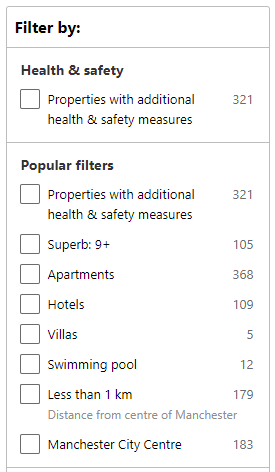 Filter by:
Health & safety
Properties with additional 321
health & safety measures
Popular filters
Properties with additional 321
health & safety measures
Superb: 9+ 105
Apartments 368
Hotels 109
Villas 5
Swimming pool 12
Less than 1 km 179
Distance from centre of Manchester
Manchester City Centre 183